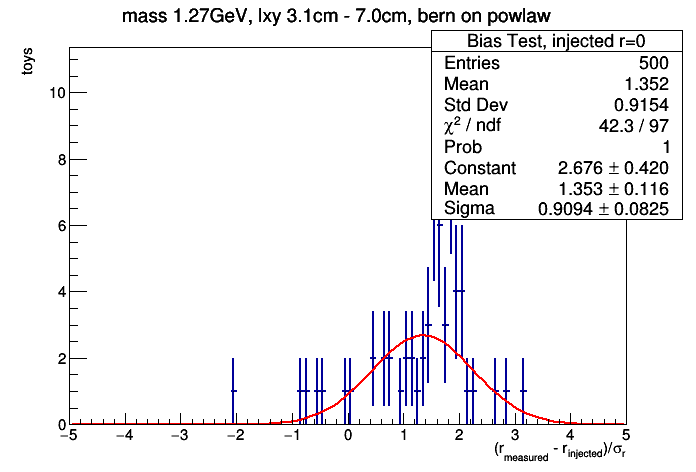 mass 1.27GeV, lxy 3.1cm - 7.0cm, bern on powlaw
Bias Test, injected r=0
Entries 500
Mean 1.352
Std Dev 0.9154
χ² / ndf 42.3 / 97
Prob 1
Constant 2.676 ± 0.420
Mean 1.353 ± 0.116
Sigma 0.9094 ± 0.0825
toys
10
8
6
4
2
0
−5 −4 −3 −2 −1 0 1 2 3 4 5
(r_measured - r_injected)/σ_r